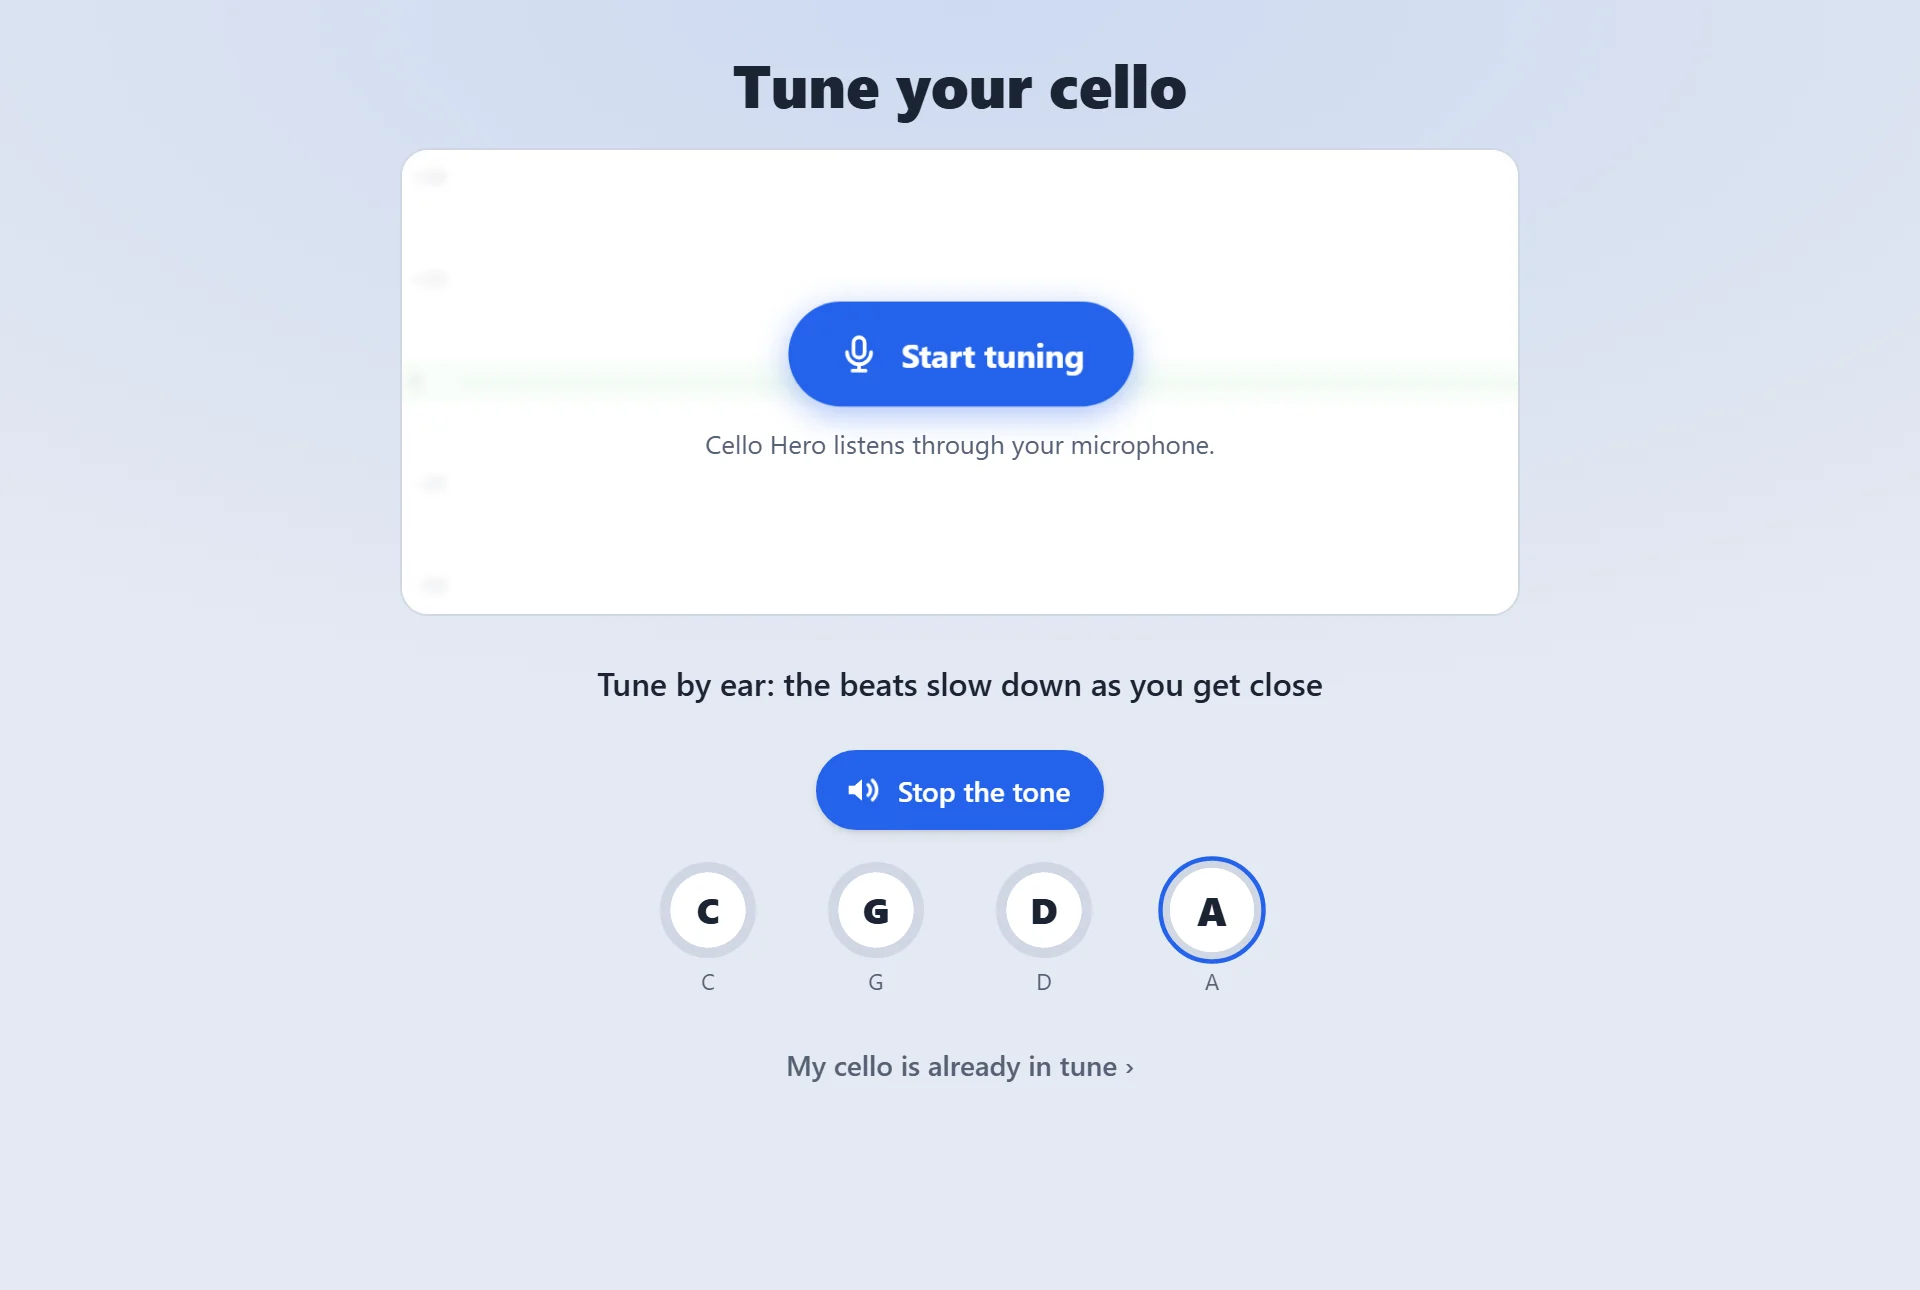 Tune your cello
Start tuning
Cello Hero listens through your microphone.
Tune by ear: the beats slow down as you get close
Stop the tone
C G D A
C G D A
My cello is already in tune ›